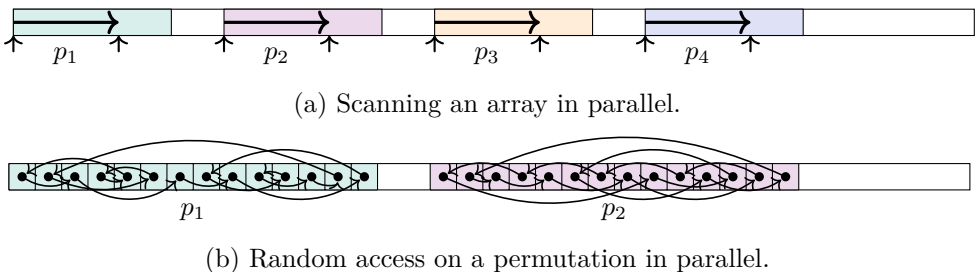 p₁ p₂ p₃ p₄
(a) Scanning an array in parallel.
p₁ p₂
(b) Random access on a permutation in parallel.